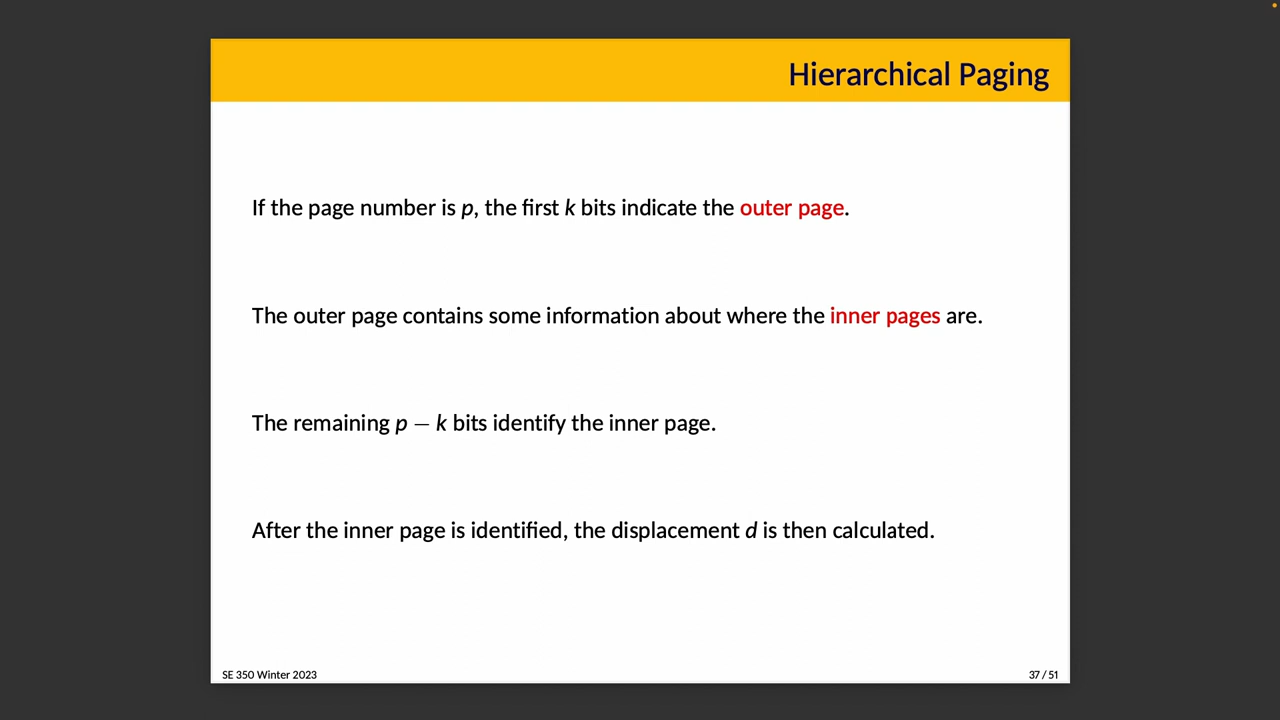 Hierarchical Paging
If the page number is p, the first k bits indicate the outer page.
The outer page contains some information about where the inner pages are.
The remaining p − k bits identify the inner page.
After the inner page is identified, the displacement d is then calculated.
SE 350 Winter 2023
37 / 51